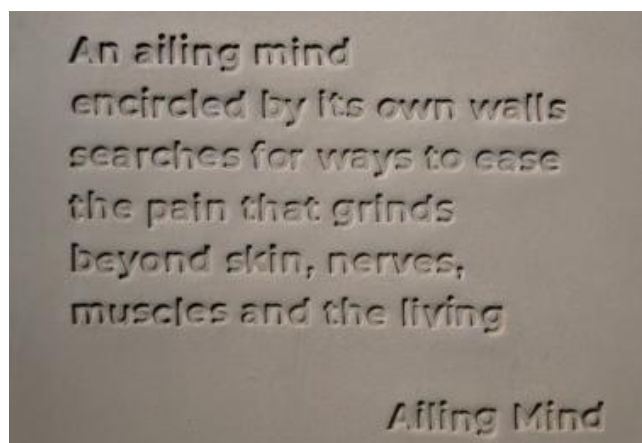 An ailing mind
encircled by its own walls
searches for ways to ease
the pain that grinds
beyond skin, nerves,
muscles and the living
Ailing Mind